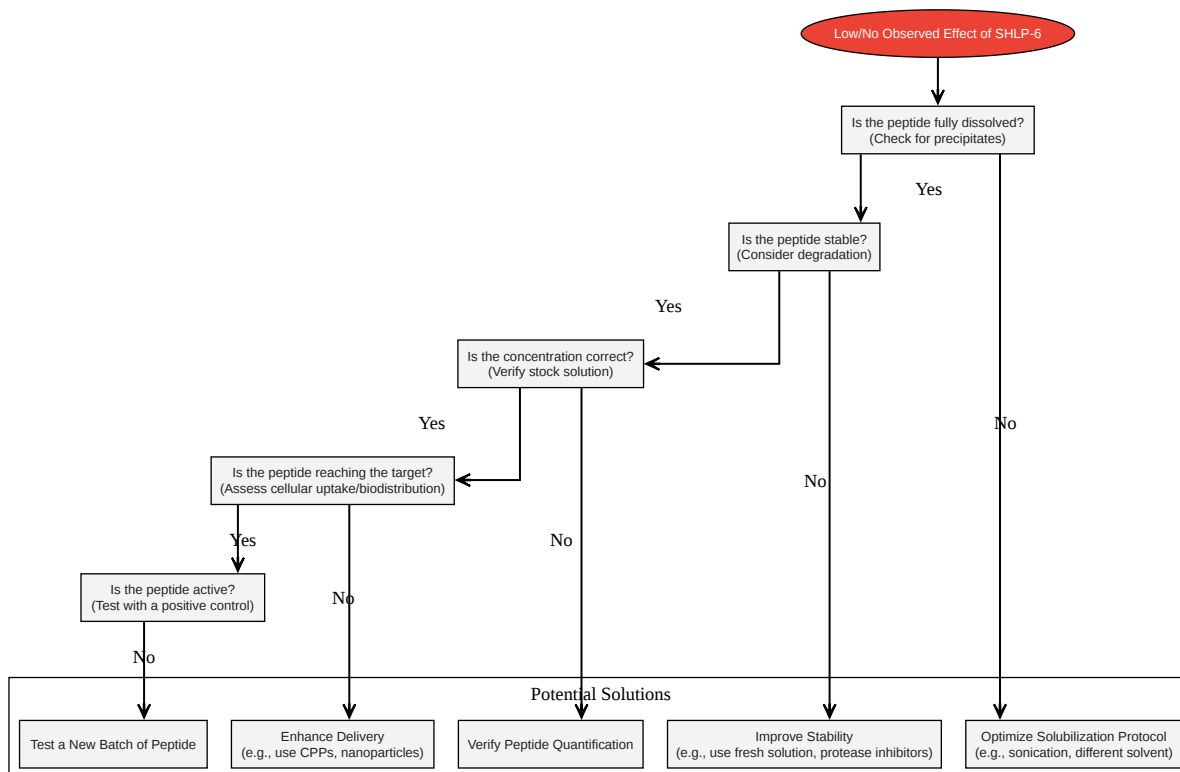 Low/No Observed Effect of SHLP-6
Is the peptide fully dissolved?
(Check for precipitates)
Yes
Is the peptide stable?
(Consider degradation)
Yes
Is the concentration correct?
(Verify stock solution)
Yes
No
Is the peptide reaching the target?
(Assess cellular uptake/biodistribution)
No
Yes
No
Is the peptide active?
(Test with a positive control)
No
No
Potential Solutions
Test a New Batch of Peptide
Enhance Delivery
(e.g., use CPPs, nanoparticles)
Verify Peptide Quantification
Improve Stability
(e.g., use fresh solution, protease inhibitors)
Optimize Solubilization Protocol
(e.g., sonication, different solvent)